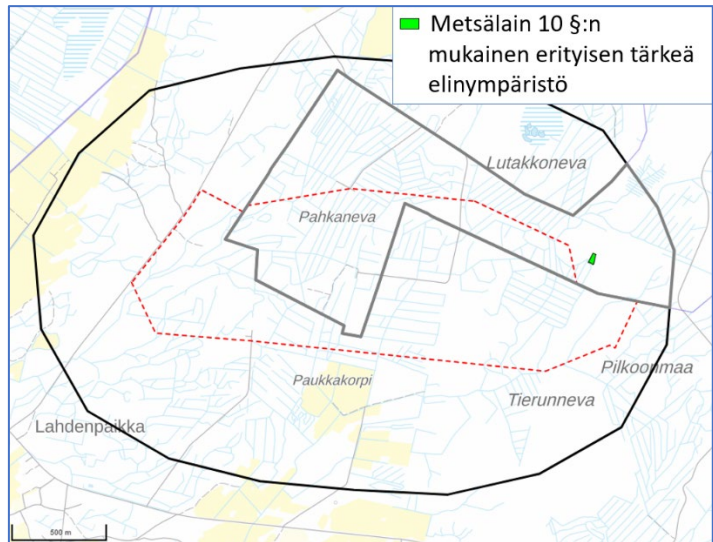 Metsälain 10 §:n
mukainen erityisen tärkeä
elinympäristö
Lutakkoneva
Pahkaneva
Pilkoonmaa
Paukkakorpi
Tierunneva
Lahdenpaikka
500 m